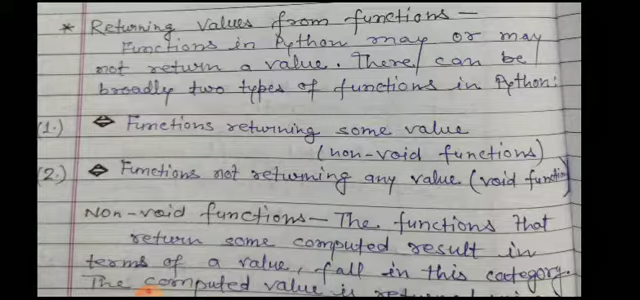 * Returning values from functions —
Functions in Python may or may
not return a value. There can be
broadly two types of functions in Python:
(1.) ⇔ Functions returning some value
(non-void functions)
(2.) ⇔ Functions not returning any value (void function)
Non-void functions — The functions that
return some computed result in
terms of a value, fall in this category.
The computed value is returned